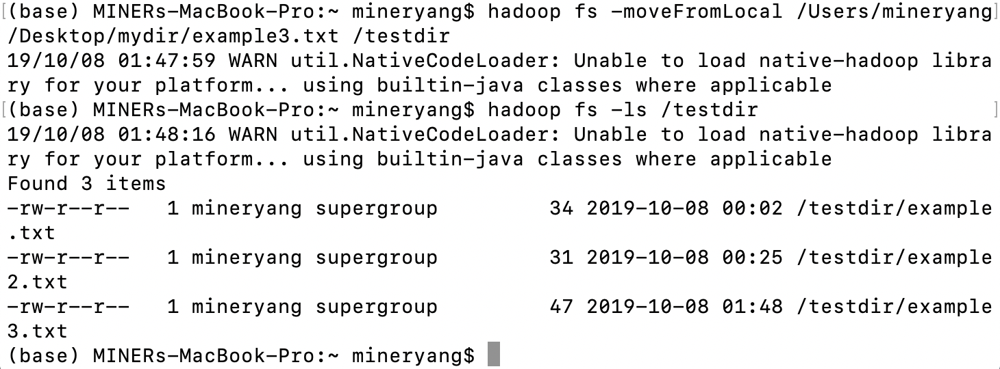 [(base) MINERs-MacBook-Pro:~ mineryang$ hadoop fs -moveFromLocal /Users/mineryang]
/Desktop/mydir/example3.txt /testdir
19/10/08 01:47:59 WARN util.NativeCodeLoader: Unable to load native-hadoop libra
ry for your platform... using builtin-java classes where applicable
[(base) MINERs-MacBook-Pro:~ mineryang$ hadoop fs -ls /testdir ]
19/10/08 01:48:16 WARN util.NativeCodeLoader: Unable to load native-hadoop libra
ry for your platform... using builtin-java classes where applicable
Found 3 items
-rw-r--r--   1 mineryang supergroup         34 2019-10-08 00:02 /testdir/example
.txt
-rw-r--r--   1 mineryang supergroup         31 2019-10-08 00:25 /testdir/example
2.txt
-rw-r--r--   1 mineryang supergroup         47 2019-10-08 01:48 /testdir/example
3.txt
(base) MINERs-MacBook-Pro:~ mineryang$